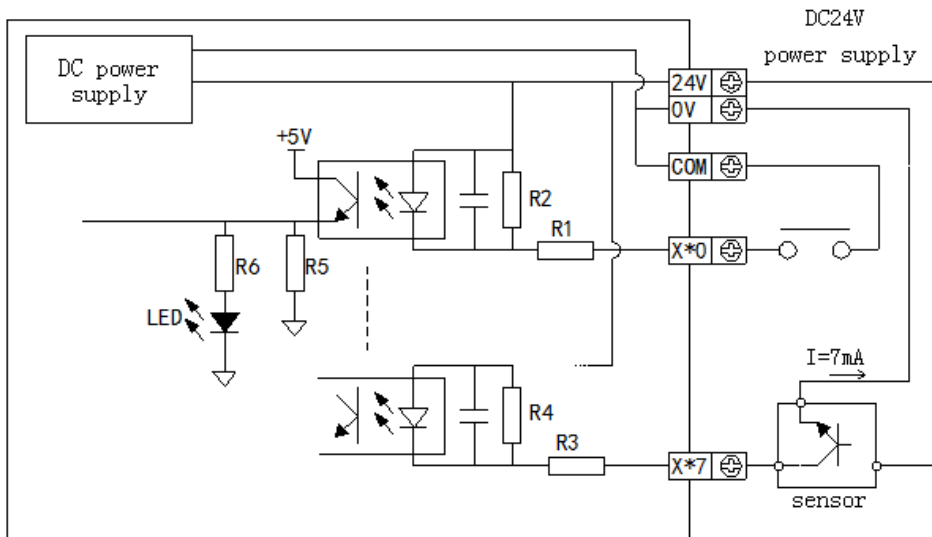 DC24V
power supply
DC power
supply
24V
0V
+5V
COM
R2
R1
X*0
R6
R5
LED
I=7mA
R4
R3
X*7
sensor